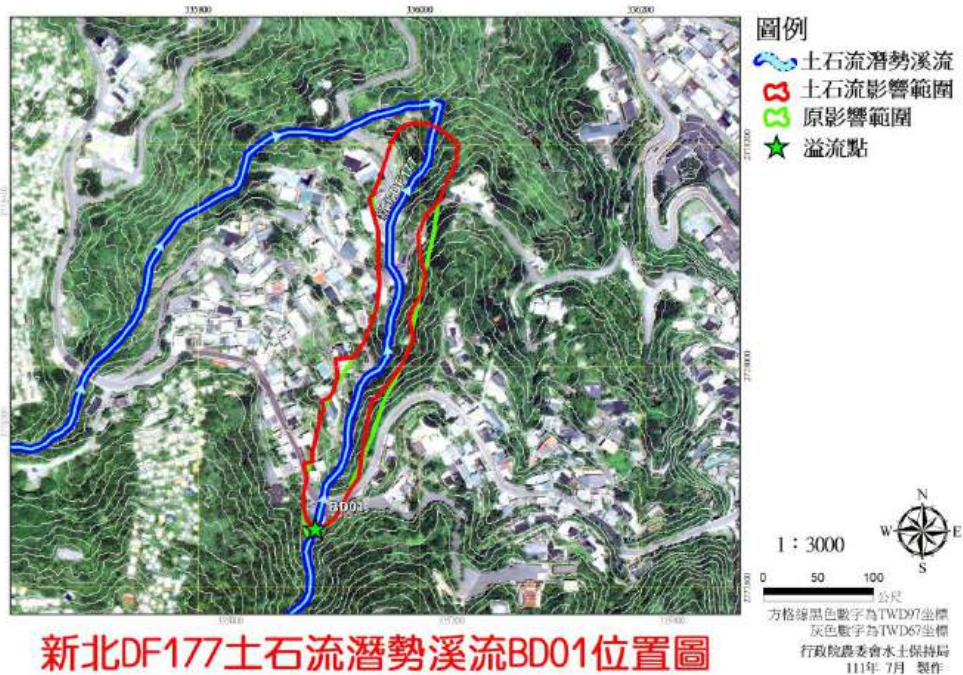 335800
336000
336200
圖例
土石流潛勢溪流
土石流影響範圍
原影響範圍
溢流點
BD01
N
W
E
S
1：3000
0
50
100
公尺
方格線黑色數字為TWD97坐標
灰色數字為TWD67坐標
行政院農委會水土保持局
111年 7月 製作
新北DF177土石流潛勢溪流BD01位置圖